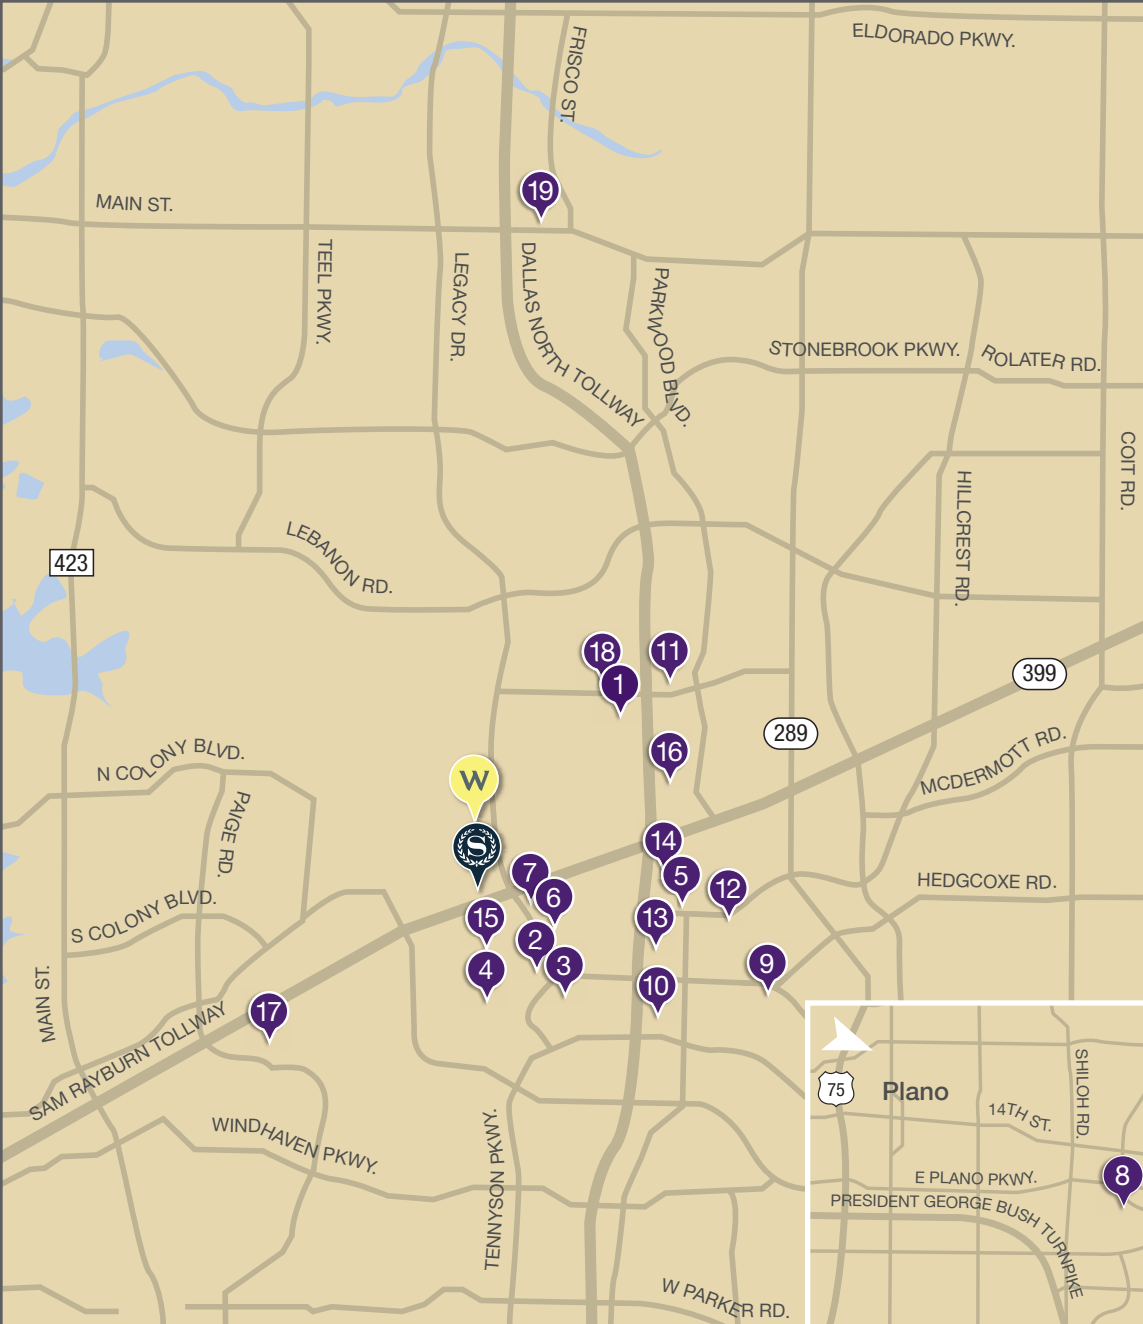 ELDORADO PKWY.
FRISCO ST.
19
MAIN ST.
TEEL PKWY.
LEGACY DR.
DALLAS NORTH TOLLWAY
PARKWOOD BLVD.
STONEBROOK PKWY.
ROLATER RD.
COIT RD.
HILLCREST RD.
LEBANON RD.
423
18
11
1
399
289
16
MCDERMOTT RD.
N COLONY BLVD.
W
PAIGE RD.
S
14
7
5
6
12
HEDGCOXE RD.
S COLONY BLVD.
15
13
2
3
4
9
10
MAIN ST.
17
SAM RAYBURN TOLLWAY
WINDHAVEN PKWY.
TENNYSON PKWY.
W PARKER RD.
75
Plano
SHILOH RD.
14TH ST.
8
E PLANO PKWY.
PRESIDENT GEORGE BUSH TURNPIKE